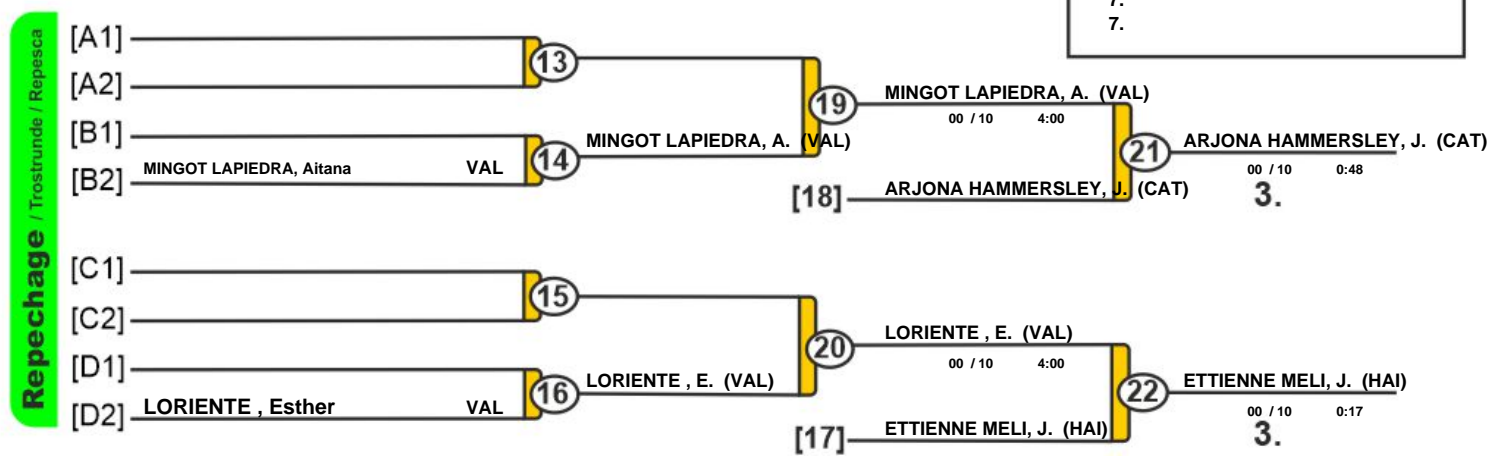 7.
7.
Repechage / Trostrunde / Repesca
[A1]
[A2]
13
[B1]
[B2] MINGOT LAPIEDRA, Aitana VAL
14
MINGOT LAPIEDRA, A. (VAL)
19
MINGOT LAPIEDRA, A. (VAL)
00 / 10 4:00
[18] ARJONA HAMMERSLEY, J. (CAT)
21
ARJONA HAMMERSLEY, J. (CAT)
00 / 10 0:48
3.
[C1]
[C2]
15
[D1]
[D2] LORIENTE , Esther VAL
16
LORIENTE , E. (VAL)
20
LORIENTE , E. (VAL)
00 / 10 4:00
[17] ETTIENNE MELI, J. (HAI)
22
ETTIENNE MELI, J. (HAI)
00 / 10 0:17
3.